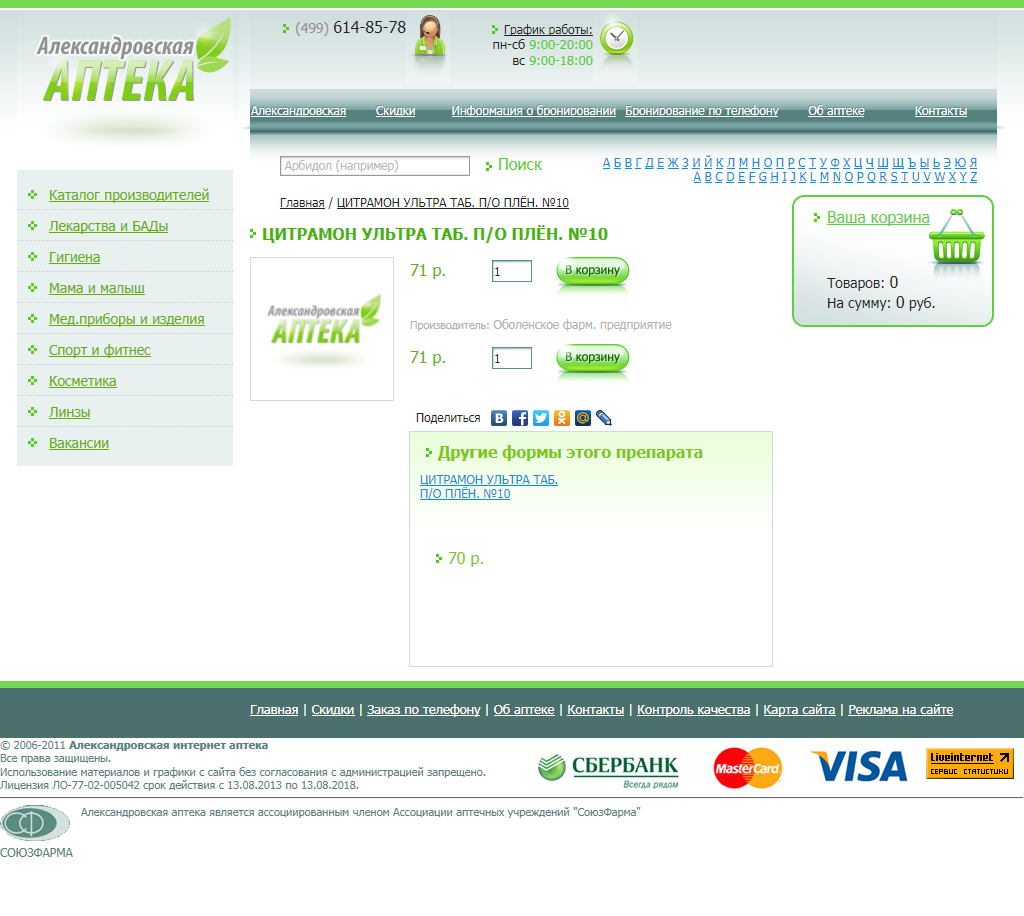 Александровская
АПТЕКА
(499) 614-85-78
График работы:
пн-сб 9:00-20:00
вс 9:00-18:00
Александровская Скидки Информация о бронировании Бронирование по телефону Об аптеке Контакты
Арбидол (например) Поиск
А Б В Г Д Е Ж З И Й К Л М Н О П Р С Т У Ф Х Ц Ч Ш Щ Ъ Ы Ь Э Ю Я
A B C D E F G H I J K L M N O P Q R S T U V W X Y Z
Каталог производителей
Лекарства и БАДы
Гигиена
Мама и малыш
Мед.приборы и изделия
Спорт и фитнес
Косметика
Линзы
Вакансии
Главная / ЦИТРАМОН УЛЬТРА ТАБ. П/О ПЛЁН. №10
ЦИТРАМОН УЛЬТРА ТАБ. П/О ПЛЁН. №10
Александровская
АПТЕКА
71 р. 1 В корзину
Производитель: Оболенское фарм. предприятие
71 р. 1 В корзину
Поделиться
Другие формы этого препарата
ЦИТРАМОН УЛЬТРА ТАБ.
П/О ПЛЁН. №10
70 р.
Ваша корзина
Товаров: 0
На сумму: 0 руб.
Главная | Скидки | Заказ по телефону | Об аптеке | Контакты | Контроль качества | Карта сайта | Реклама на сайте
© 2006-2011 Александровская интернет аптека
Все права защищены.
Использование материалов и графики с сайта без согласования с администрацией запрещено.
Лицензия ЛО-77-02-005042 срок действия с 13.08.2013 по 13.08.2018.
СБЕРБАНК
Всегда рядом
MasterCard
VISA
Liveinternet
СЕРВИС СТАТИСТИКИ
Александровская аптека является ассоциированным членом Ассоциации аптечных учреждений "СоюзФарма"
СОЮЗФАРМА